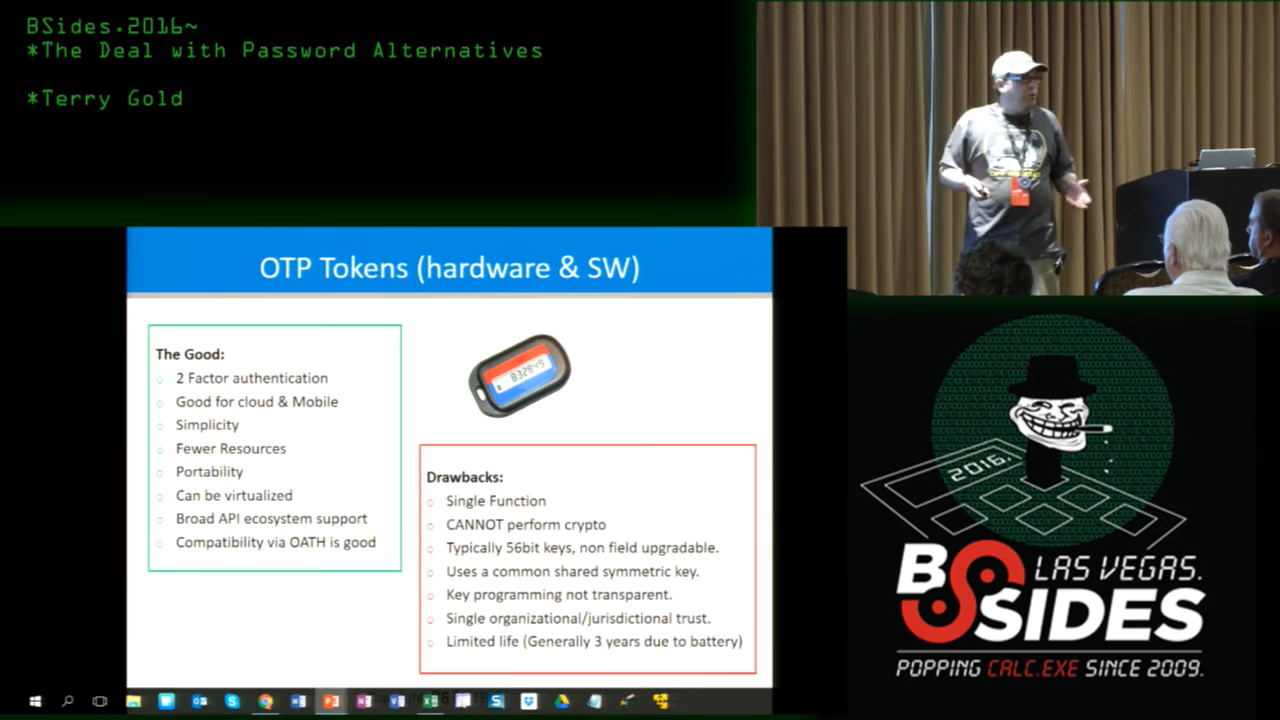 BSides.2016~
*The Deal with Password Alternatives
*Terry Gold
OTP Tokens (hardware & SW)
The Good:
2 Factor authentication
Good for cloud & Mobile
Simplicity
Fewer Resources
Portability
Can be virtualized
Broad API ecosystem support
Compatibility via OATH is good
832849
Drawbacks:
Single Function
CANNOT perform crypto
Typically 56bit keys, non field upgradable.
Uses a common shared symmetric key.
Key programming not transparent.
Single organizational/jurisdictional trust.
Limited life (Generally 3 years due to battery)
2016.
BSIDES
LAS VEGAS.
POPPING CALC.EXE SINCE 2009.